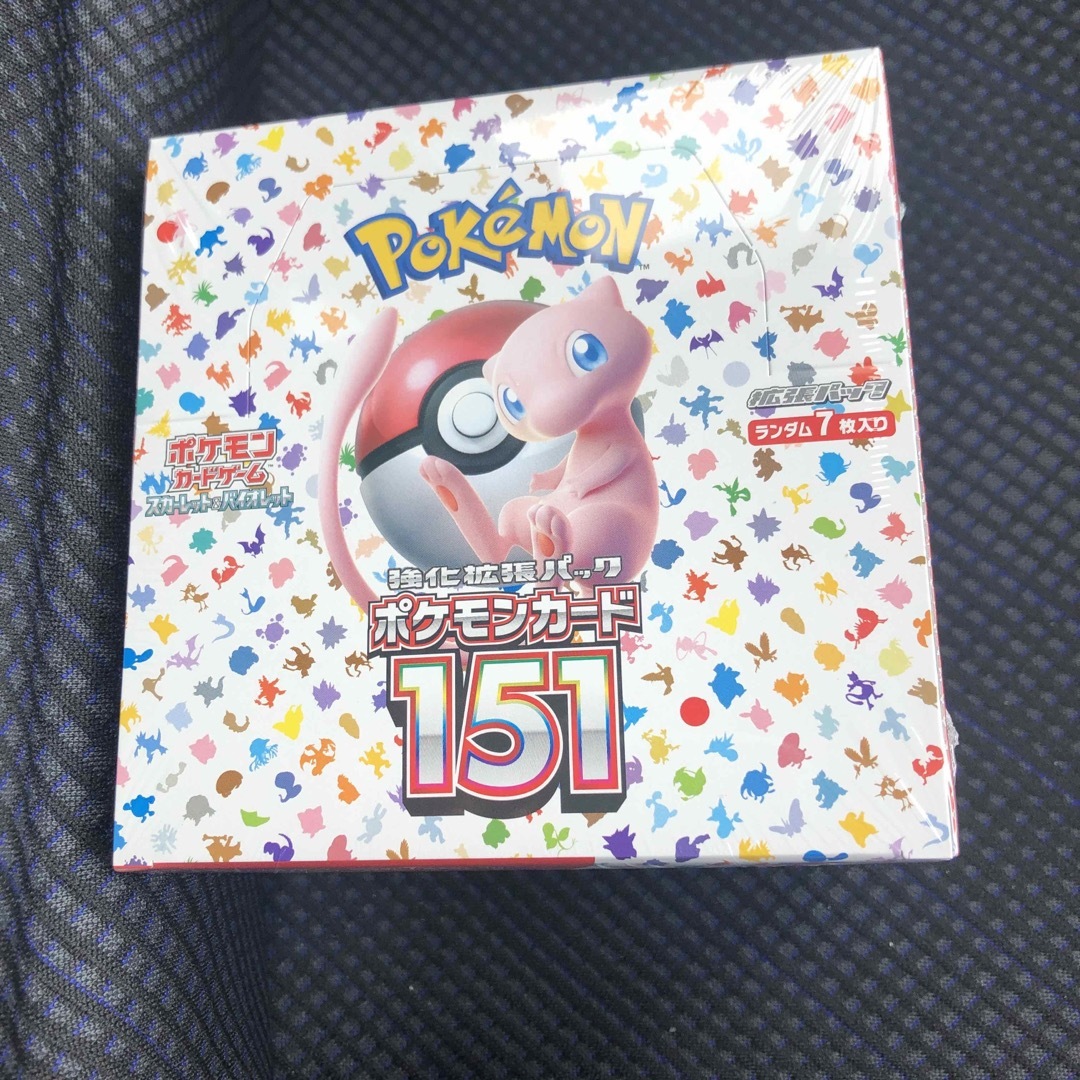 POKéMON
TM
拡張パック
ランダム7枚入り
ポケモン
カードゲーム
スカーレット&バイオレット
強化拡張パック
ポケモンカード
151